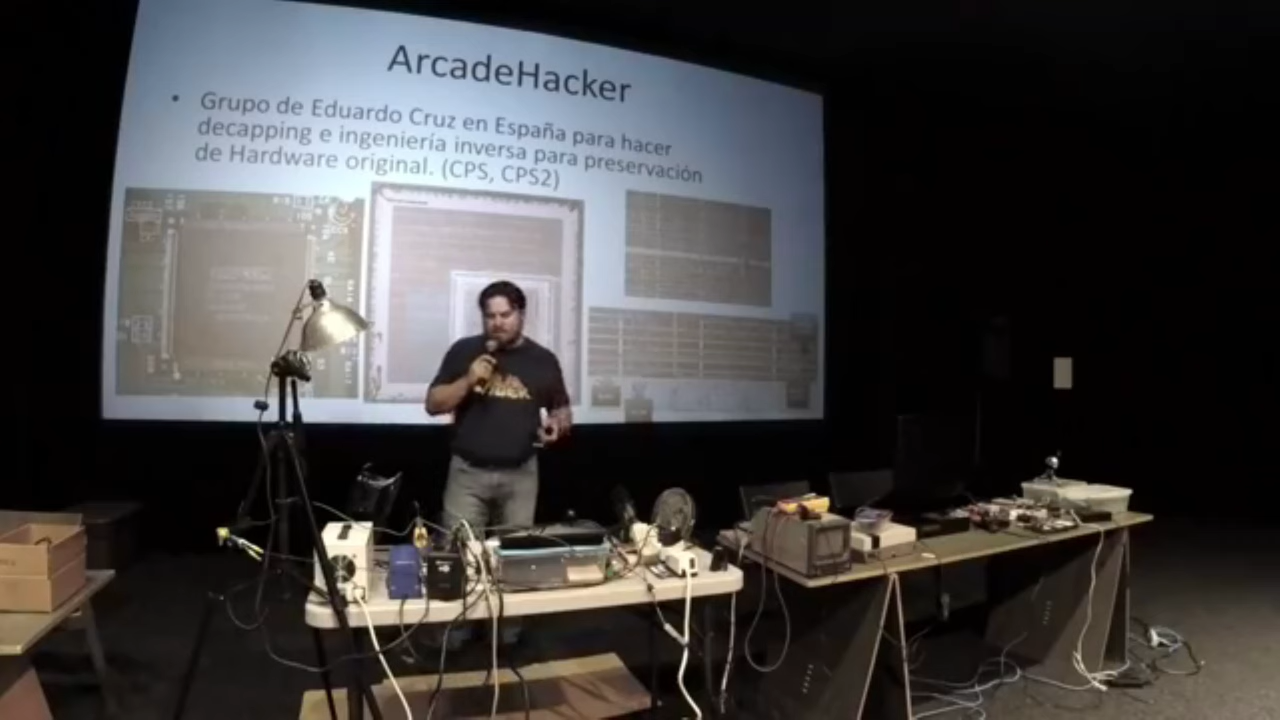 ArcadeHacker
• Grupo de Eduardo Cruz en España para hacer
decapping e ingeniería inversa para preservación
de Hardware original. (CPS, CPS2)